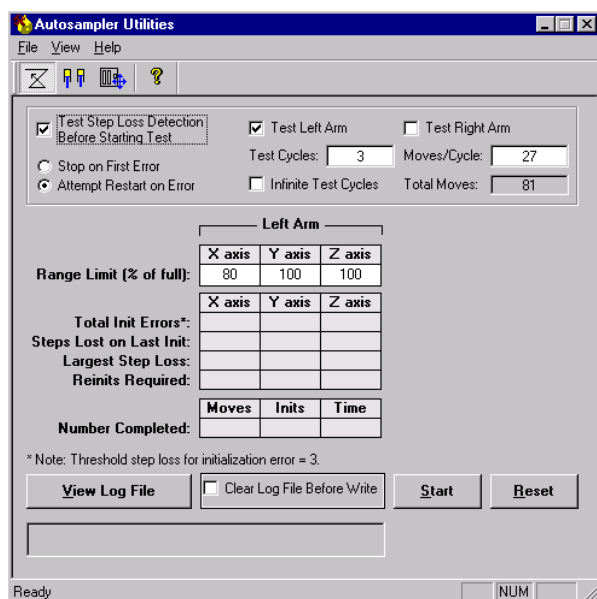 Autosampler Utilities
File View Help
Test Step Loss Detection
Before Starting Test
Test Left Arm
Test Right Arm
Stop on First Error
Attempt Restart on Error
Test Cycles: 3
Moves/Cycle: 27
Infinite Test Cycles
Total Moves: 81
Left Arm
X axis Y axis Z axis
Range Limit (% of full): 80 100 100
X axis Y axis Z axis
Total Init Errors*:
Steps Lost on Last Init:
Largest Step Loss:
Reinits Required:
Moves Inits Time
Number Completed:
* Note: Threshold step loss for initialization error = 3.
View Log File
Clear Log File Before Write
Start
Reset
Ready
NUM